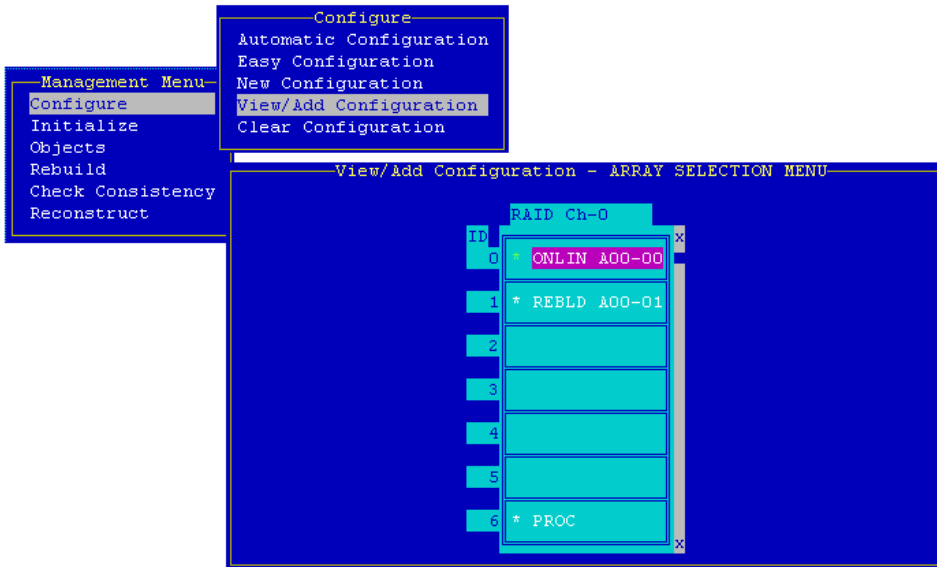 Configure
Automatic Configuration
Easy Configuration
New Configuration
View/Add Configuration
Clear Configuration
Management Menu
Configure
Initialize
Objects
Rebuild
Check Consistency
Reconstruct
View/Add Configuration - ARRAY SELECTION MENU
RAID Ch-0
ID x
0 * ONLIN A00-00
1 * REBLD A00-01
2
3
4
5
6 * PROC
x